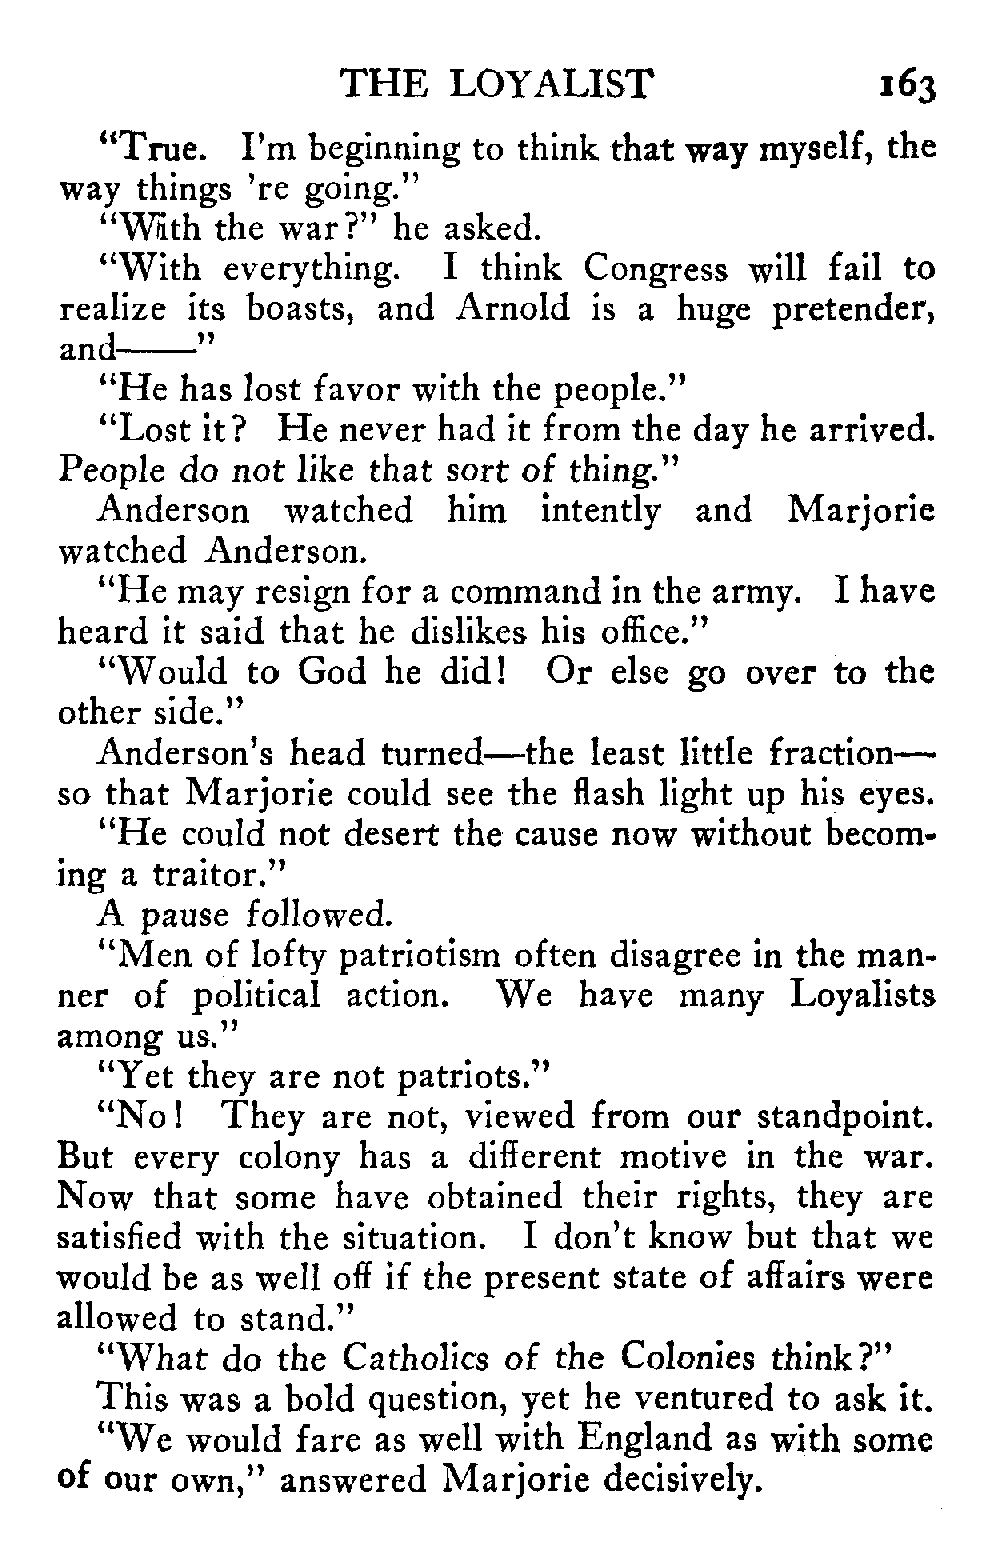 THE LOYALIST 163
“True. I’m beginning to think that way myself, the
way things ’re going.”
“With the war?” he asked.
“With everything. I think Congress will fail to
realize its boasts, and Arnold is a huge pretender,
and——”
“He has lost favor with the people.”
“Lost it? He never had it from the day he arrived.
People do not like that sort of thing.”
Anderson watched him intently and Marjorie
watched Anderson.
“He may resign for a command in the army. I have
heard it said that he dislikes his office.”
“Would to God he did! Or else go over to the
other side.”
Anderson’s head turned—the least little fraction—
so that Marjorie could see the flash light up his eyes.
“He could not desert the cause now without becom-
ing a traitor.”
A pause followed.
“Men of lofty patriotism often disagree in the man-
ner of political action. We have many Loyalists
among us.”
“Yet they are not patriots.”
“No! They are not, viewed from our standpoint.
But every colony has a different motive in the war.
Now that some have obtained their rights, they are
satisfied with the situation. I don’t know but that we
would be as well off if the present state of affairs were
allowed to stand.”
“What do the Catholics of the Colonies think?”
This was a bold question, yet he ventured to ask it.
“We would fare as well with England as with some
of our own,” answered Marjorie decisively.